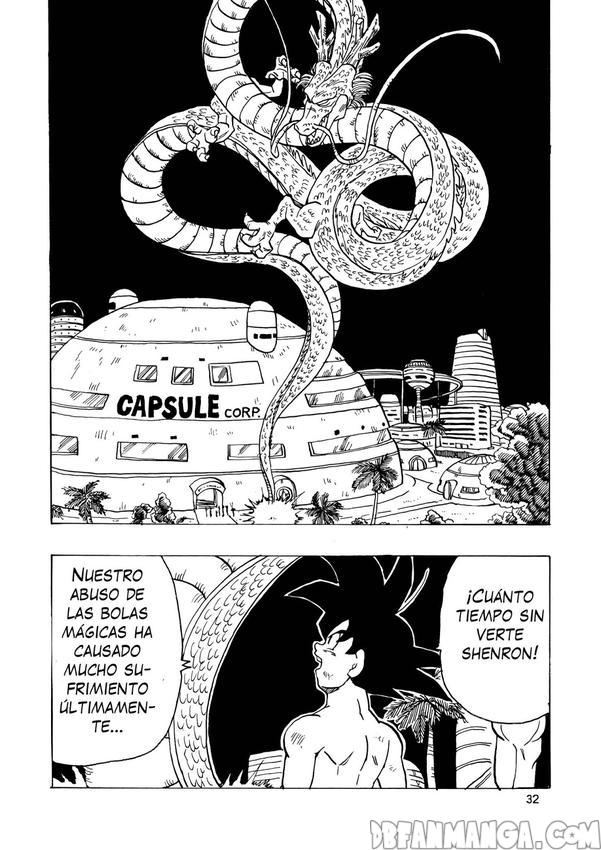 CAPSULE CORP.
¡CUÁNTO
TIEMPO SIN
VERTE
SHENRON!
NUESTRO
ABUSO DE
LAS BOLAS
MÁGICAS HA
CAUSADO
MUCHO SU-
FRIMIENTO
ÚLTIMAMEN-
TE...
32
DBFANMANGA.COM